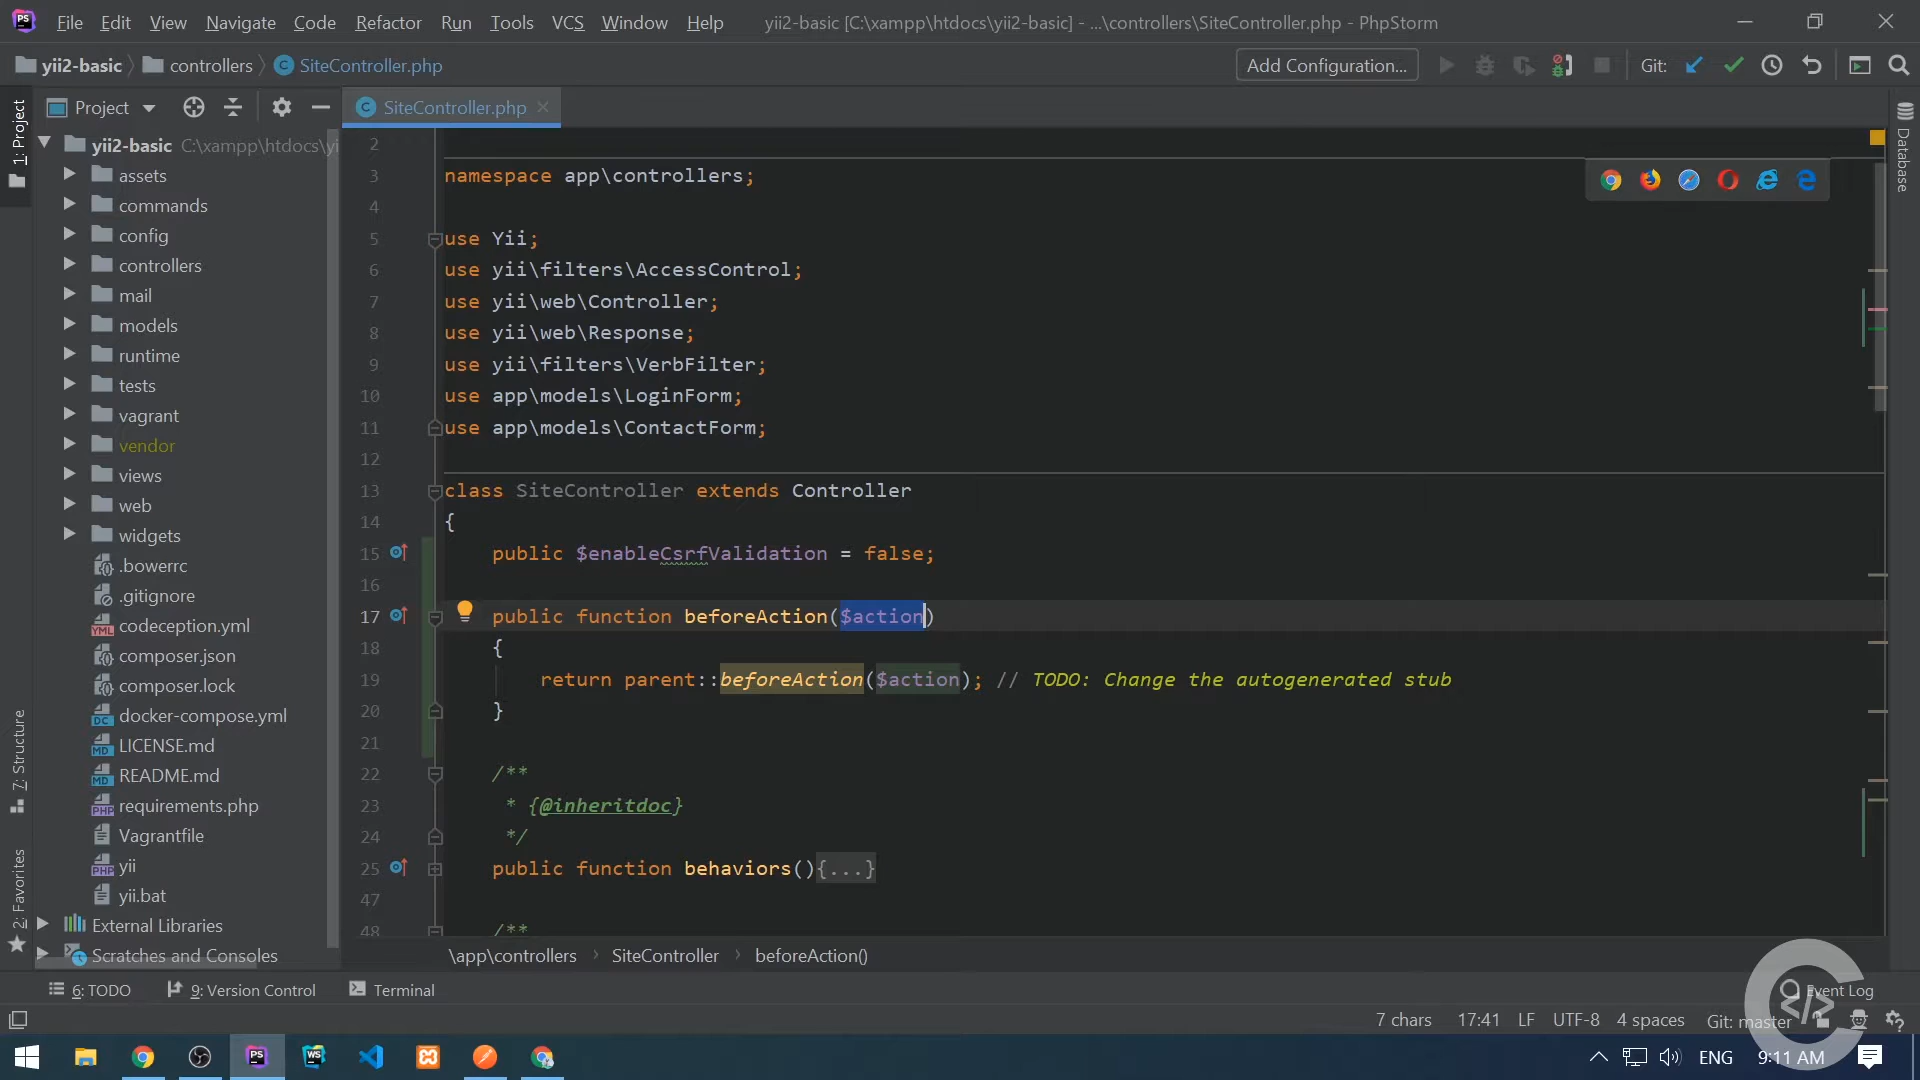 File Edit View Navigate Code Refactor Run Tools VCS Window Help yii2-basic [C:\xampp\htdocs\yii2-basic] - ...\controllers\SiteController.php - PhpStorm
yii2-basic controllers SiteController.php Add Configuration... Git:
Project SiteController.php
1: Project
Database
7: Structure
2: Favorites
yii2-basic C:\xampp\htdocs\yi
assets
commands
config
controllers
mail
models
runtime
tests
vagrant
vendor
views
web
widgets
.bowerrc
.gitignore
codeception.yml
composer.json
composer.lock
docker-compose.yml
LICENSE.md
README.md
requirements.php
Vagrantfile
yii
yii.bat
External Libraries
Scratches and Consoles
2
3 namespace app\controllers;
4
5 use Yii;
6 use yii\filters\AccessControl;
7 use yii\web\Controller;
8 use yii\web\Response;
9 use yii\filters\VerbFilter;
10 use app\models\LoginForm;
11 use app\models\ContactForm;
12
13 class SiteController extends Controller
14 {
15 public $enableCsrfValidation = false;
16
17 public function beforeAction($action)
18 {
19 return parent::beforeAction($action); // TODO: Change the autogenerated stub
20 }
21
22 /**
23 * {@inheritdoc}
24 */
25 public function behaviors(){...}
47
48 /**
\app\controllers › SiteController › beforeAction()
6: TODO 9: Version Control Terminal Event Log
7 chars 17:41 LF UTF-8 4 spaces Git: master
ENG 9:11 AM